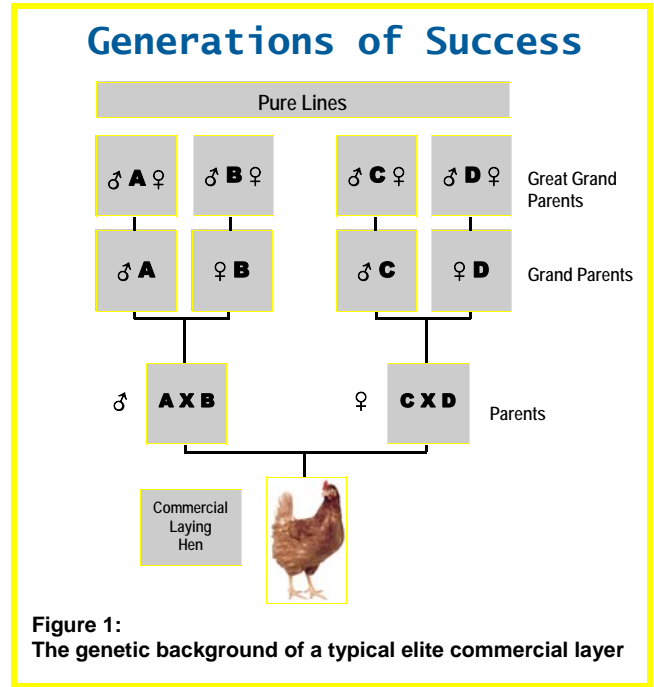 Generations of Success
Pure Lines
♂ A ♀ ♂ B ♀ ♂ C ♀ ♂ D ♀
Great Grand
Parents
♂ A ♀ B ♂ C ♀ D
Grand Parents
♂ A X B ♀ C X D
Parents
Commercial
Laying
Hen
Figure 1:
The genetic background of a typical elite commercial layer